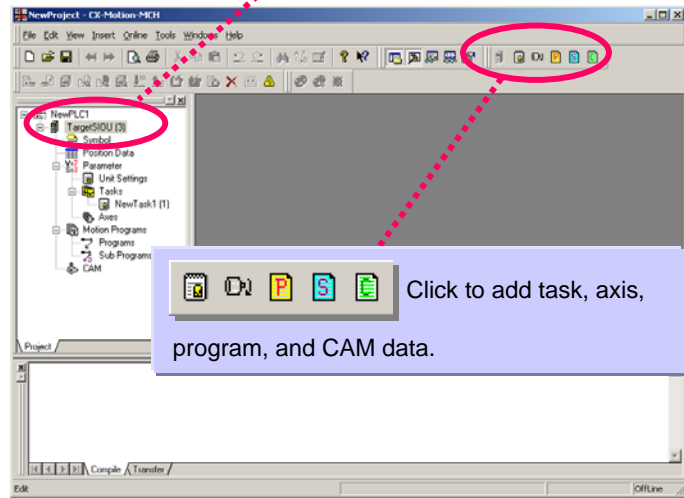 NewProject - CX-Motion-MCH
File Edit View Insert Online Tools Windows Help
NewPLC1
TargetSIOU (3)
Symbol
Position Data
Parameter
Unit Settings
Tasks
NewTask1 (1)
Axes
Motion Programs
Programs
Sub Programs
CAM
P S C Click to add task, axis,
program, and CAM data.
Project
Compile Transfer
Edit OffLine